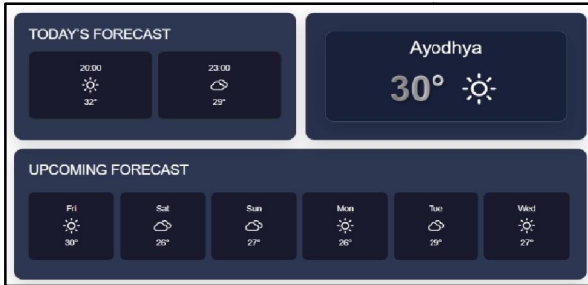 TODAY'S FORECAST
20:00 23:00
32° 29°
Ayodhya
30°
UPCOMING FORECAST
Fri Sat Sun Mon Tue Wed
30° 26° 27° 26° 29° 27°